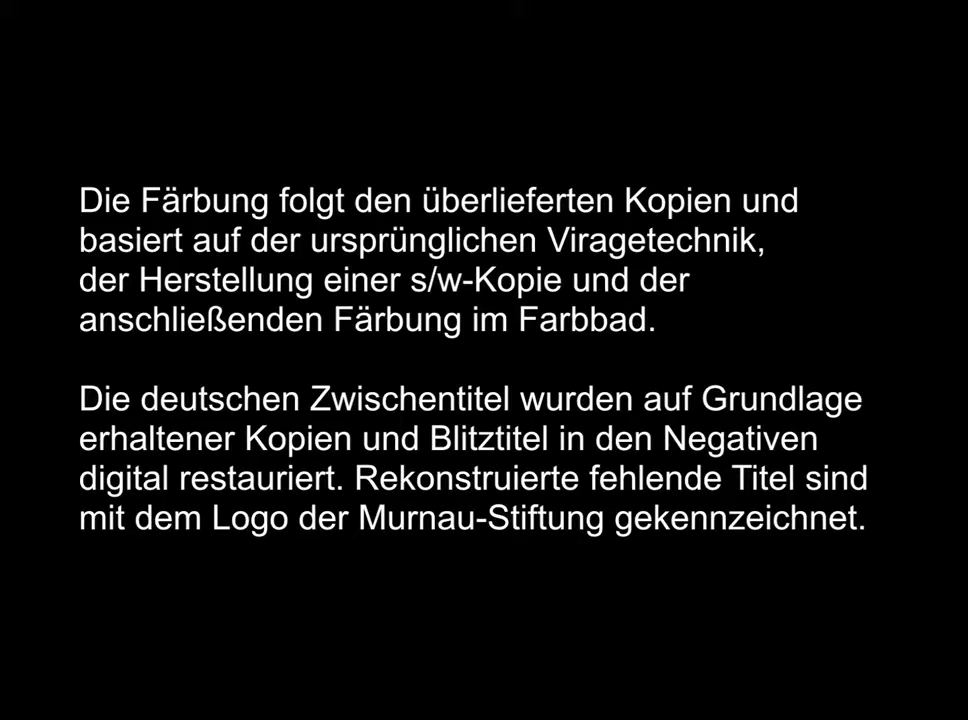 Die Färbung folgt den überlieferten Kopien und
basiert auf der ursprünglichen Viragetechnik,
der Herstellung einer s/w-Kopie und der
anschließenden Färbung im Farbbad.
Die deutschen Zwischentitel wurden auf Grundlage
erhaltener Kopien und Blitztitel in den Negativen
digital restauriert. Rekonstruierte fehlende Titel sind
mit dem Logo der Murnau-Stiftung gekennzeichnet.